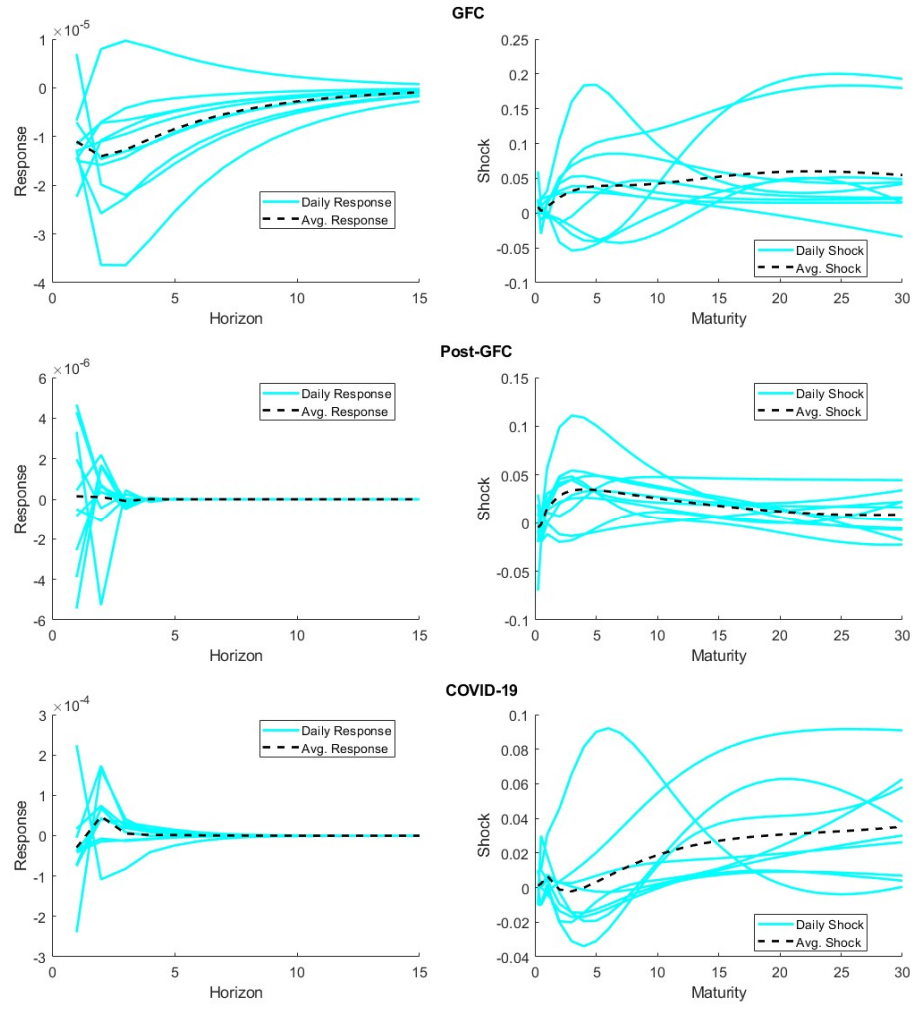 GFC
×10⁻⁵
1
0
-1
-2
-3
-4
0 5 10 15
Response
Horizon
Daily Response
Avg. Response
0.25
0.2
0.15
0.1
0.05
0
-0.05
-0.1
0 5 10 15 20 25 30
Shock
Maturity
Daily Shock
Avg. Shock
Post-GFC
×10⁻⁶
6
4
2
0
-2
-4
-6
0 5 10 15
Response
Horizon
Daily Response
Avg. Response
0.15
0.1
0.05
0
-0.05
-0.1
0 5 10 15 20 25 30
Shock
Maturity
Daily Shock
Avg. Shock
COVID-19
×10⁻⁴
3
2
1
0
-1
-2
-3
0 5 10 15
Response
Horizon
Daily Response
Avg. Response
0.1
0.08
0.06
0.04
0.02
0
-0.02
-0.04
0 5 10 15 20 25 30
Shock
Maturity
Daily Shock
Avg. Shock